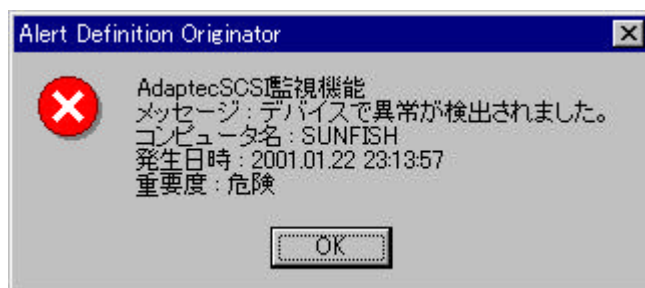 Alert Definition Originator
AdaptecSCSI監視機能
メッセージ：デバイスで異常が検出されました。
コンピュータ名：SUNFISH
発生日時：2001.01.22 23:13:57
重要度：危険
OK